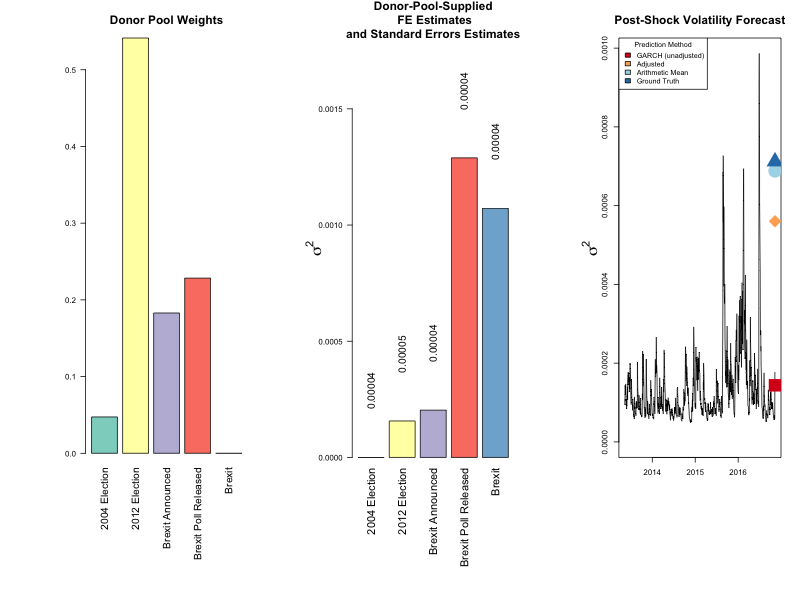 Donor Pool Weights
0.5
0.4
0.3
0.2
0.1
0.0
2004 Election
2012 Election
Brexit Announced
Brexit Poll Released
Brexit
Donor-Pool-Supplied
FE Estimates
and Standard Errors Estimates
σ2
0.0015
0.0010
0.0005
0.0000
0.00004
0.00005
0.00004
0.00004
0.00004
2004 Election
2012 Election
Brexit Announced
Brexit Poll Released
Brexit
Post-Shock Volatility Forecast
σ2
0.0010
0.0008
0.0006
0.0004
0.0002
0.0000
Prediction Method
GARCH (unadjusted)
Adjusted
Arithmetic Mean
Ground Truth
2014
2015
2016